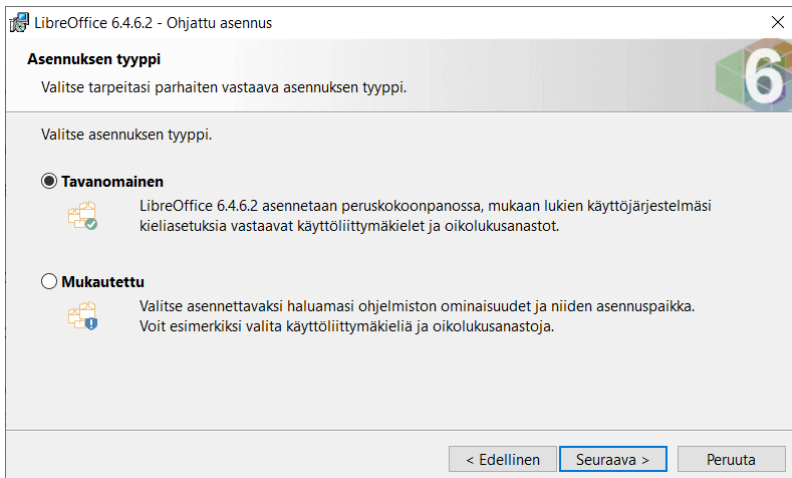 LibreOffice 6.4.6.2 - Ohjattu asennus
Asennuksen tyyppi
Valitse tarpeitasi parhaiten vastaava asennuksen tyyppi.
6
Valitse asennuksen tyyppi.
Tavanomainen
LibreOffice 6.4.6.2 asennetaan peruskokoonpanossa, mukaan lukien käyttöjärjestelmäsi
kieliasetuksia vastaavat käyttöliittymäkielet ja oikolukusanastot.
Mukautettu
Valitse asennettavaksi haluamasi ohjelmiston ominaisuudet ja niiden asennuspaikka.
Voit esimerkiksi valita käyttöliittymäkieliä ja oikolukusanastoja.
< Edellinen Seuraava > Peruuta